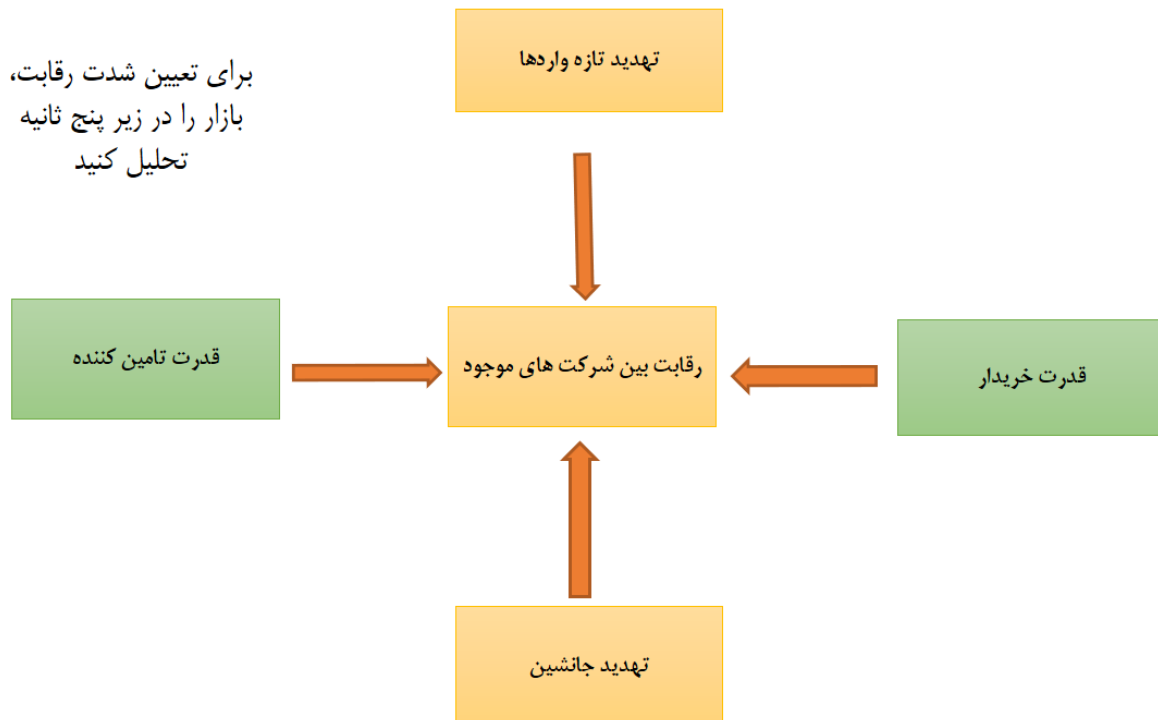 تهدید تازه واردها
برای تعیین شدت رقابت،
بازار را در زیر پنج ثانیه
تحلیل کنید
قدرت خریدار
رقابت بین شرکت های موجود
قدرت تامین کننده
تهدید جانشین